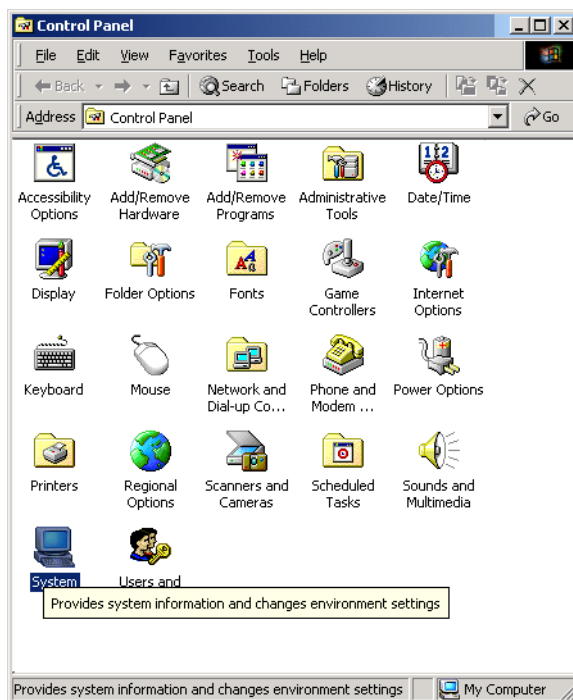 Control Panel
File Edit View Favorites Tools Help
Back Search Folders History
Address Control Panel Go
Accessibility Options
Add/Remove Hardware
Add/Remove Programs
Administrative Tools
1 2
Date/Time
Display
Folder Options
Fonts
Game Controllers
Internet Options
Keyboard
Mouse
Network and Dial-up Co...
Phone and Modem ...
Power Options
Printers
Regional Options
Scanners and Cameras
Scheduled Tasks
Sounds and Multimedia
System
Users and
Provides system information and changes environment settings
Provides system information and changes environment settings My Computer